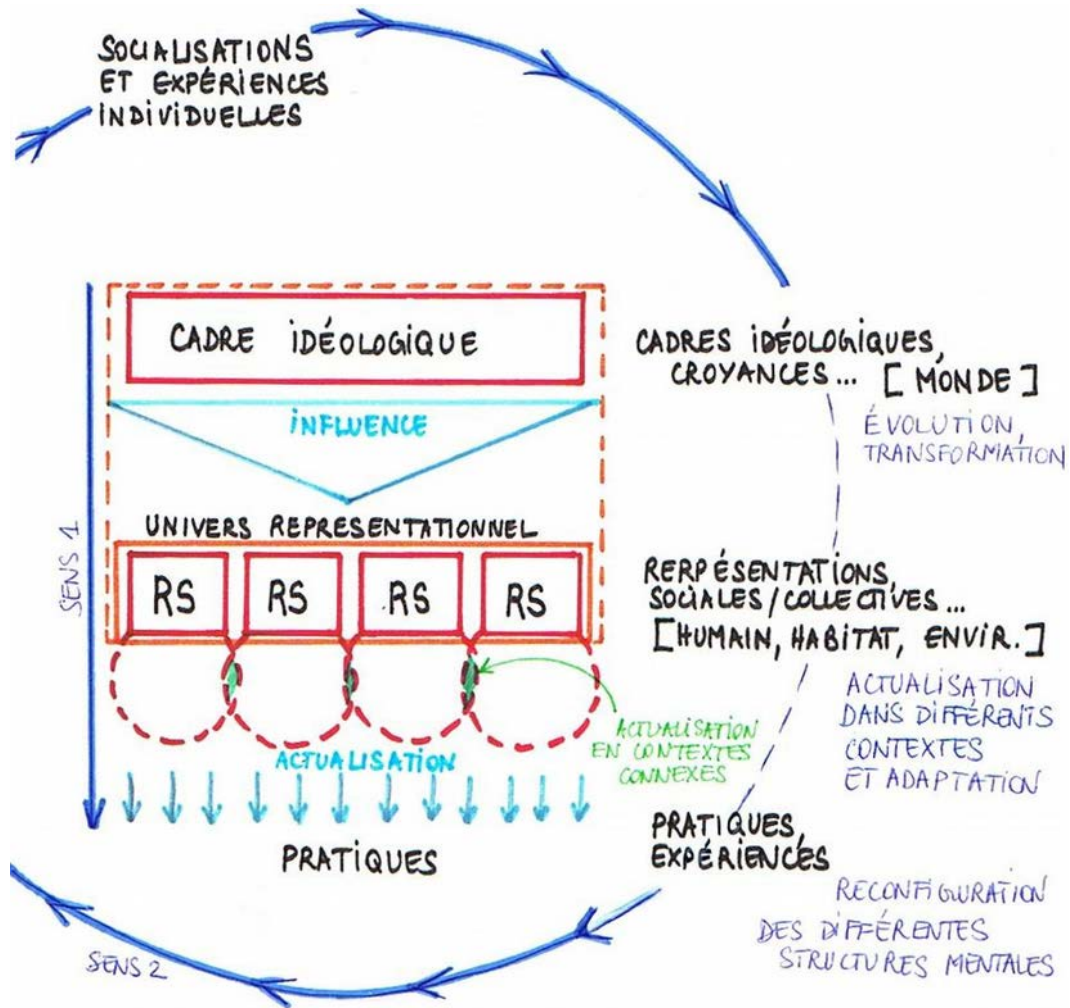 SOCIALISATIONS
ET EXPÉRIENCES
INDIVIDUELLES
CADRE IDÉOLOGIQUE
INFLUENCE
UNIVERS REPRESENTATIONNEL
RS RS RS RS
ACTUALISATION
EN CONTEXTES
CONNEXES
ACTUALISATION
PRATIQUES
SENS 1
SENS 2
CADRES IDÉOLOGIQUES,
CROYANCES... [MONDE]
ÉVOLUTION,
TRANSFORMATION
RERPÉSENTATIONS,
SOCIALES/COLLECTIVES...
[HUMAIN, HABITAT, ENVIR.]
ACTUALISATION
DANS DIFFÉRENTS
CONTEXTES
ET ADAPTATION
PRATIQUES,
EXPÉRIENCES
RECONFIGURATION
DES DIFFÉRENTES
STRUCTURES MENTALES